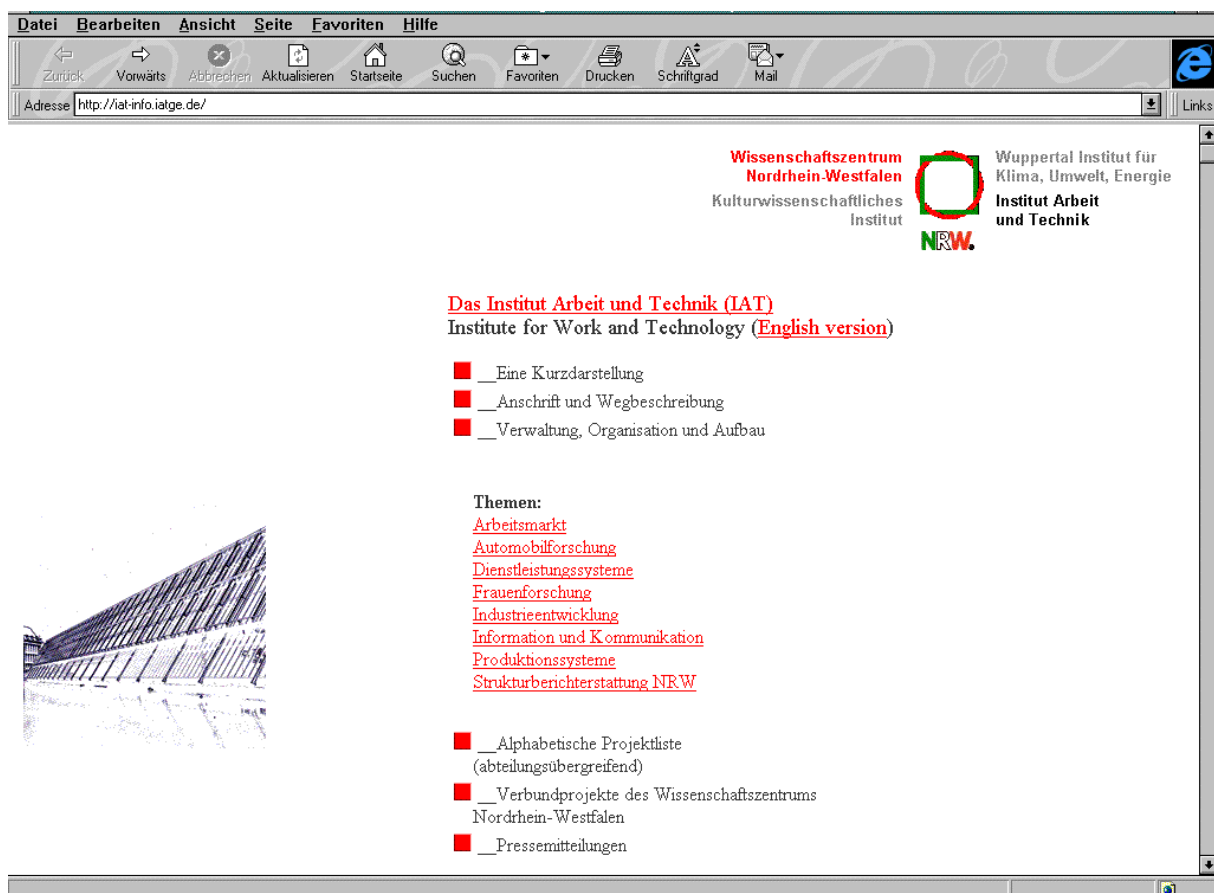 Datei Bearbeiten Ansicht Seite Favoriten Hilfe
Zurück Vorwärts Abbrechen Aktualisieren Startseite Suchen Favoriten Drucken Schriftgrad Mail
Adresse http://iat-info.iatge.de/ Links
Wissenschaftszentrum
Nordrhein-Westfalen
Kulturwissenschaftliches
Institut
NRW.
Wuppertal Institut für
Klima, Umwelt, Energie
Institut Arbeit
und Technik
Das Institut Arbeit und Technik (IAT)
Institute for Work and Technology (English version)
__Eine Kurzdarstellung
__Anschrift und Wegbeschreibung
__Verwaltung, Organisation und Aufbau
Themen:
Arbeitsmarkt
Automobilforschung
Dienstleistungssysteme
Frauenforschung
Industrieentwicklung
Information und Kommunikation
Produktionssysteme
Strukturberichterstattung NRW
__Alphabetische Projektliste
(abteilungsübergreifend)
__Verbundprojekte des Wissenschaftszentrums
Nordrhein-Westfalen
__Pressemitteilungen